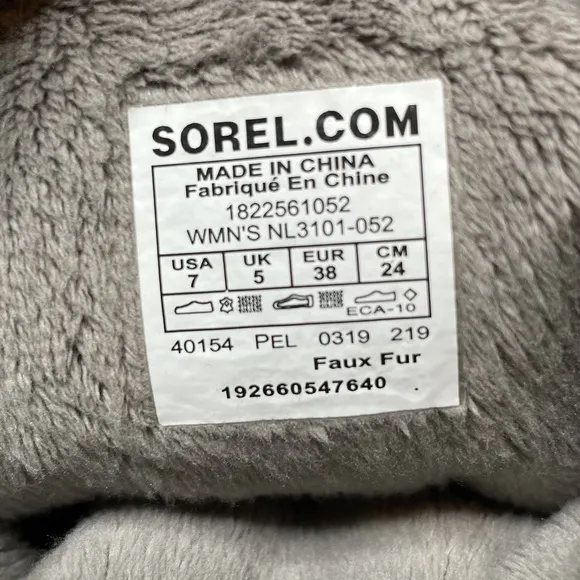 SOREL.COM
MADE IN CHINA
Fabriqué En Chine
1822561052
WMN'S NL3101-052
USA UK EUR CM
7 5 38 24
ECA-10
40154 PEL 0319 219
Faux Fur
192660547640 .